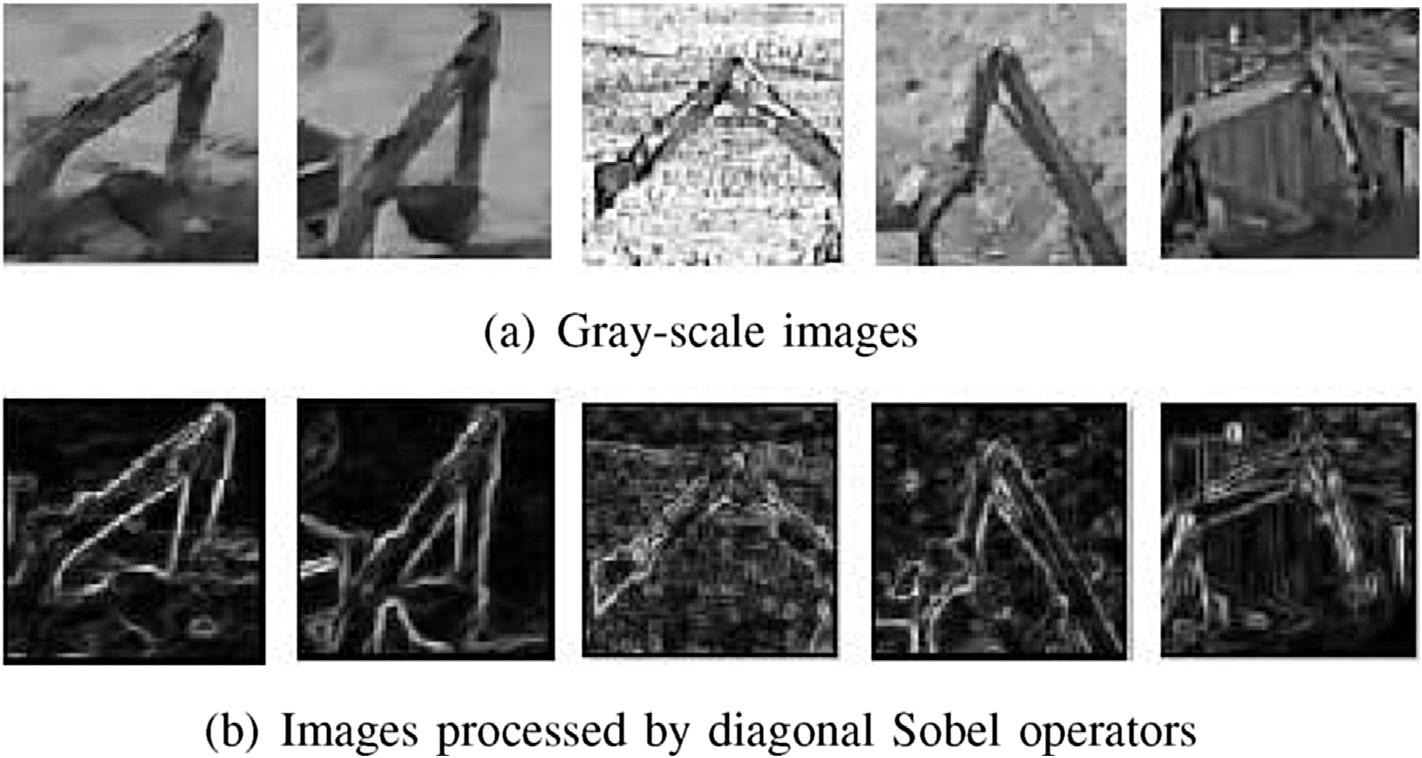 (a) Gray-scale images
(b) Images processed by diagonal Sobel operators